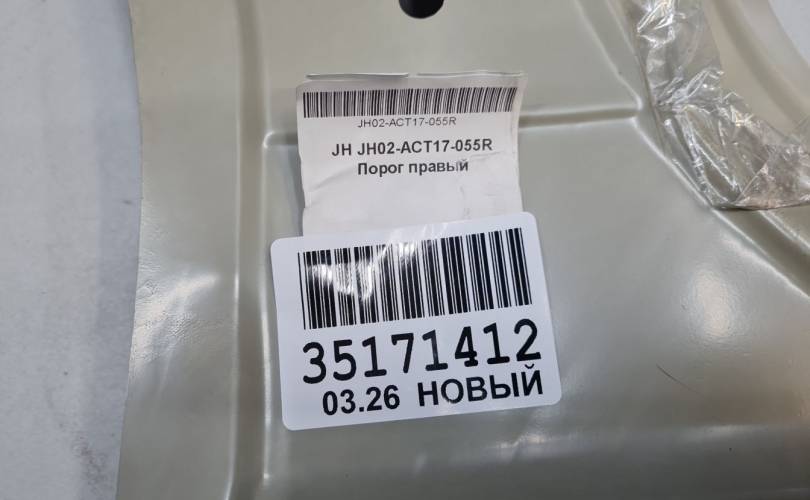 JH02-ACT17-055R
JH JH02-ACT17-055R
Порог правый
35171412
03.26 НОВЫЙ